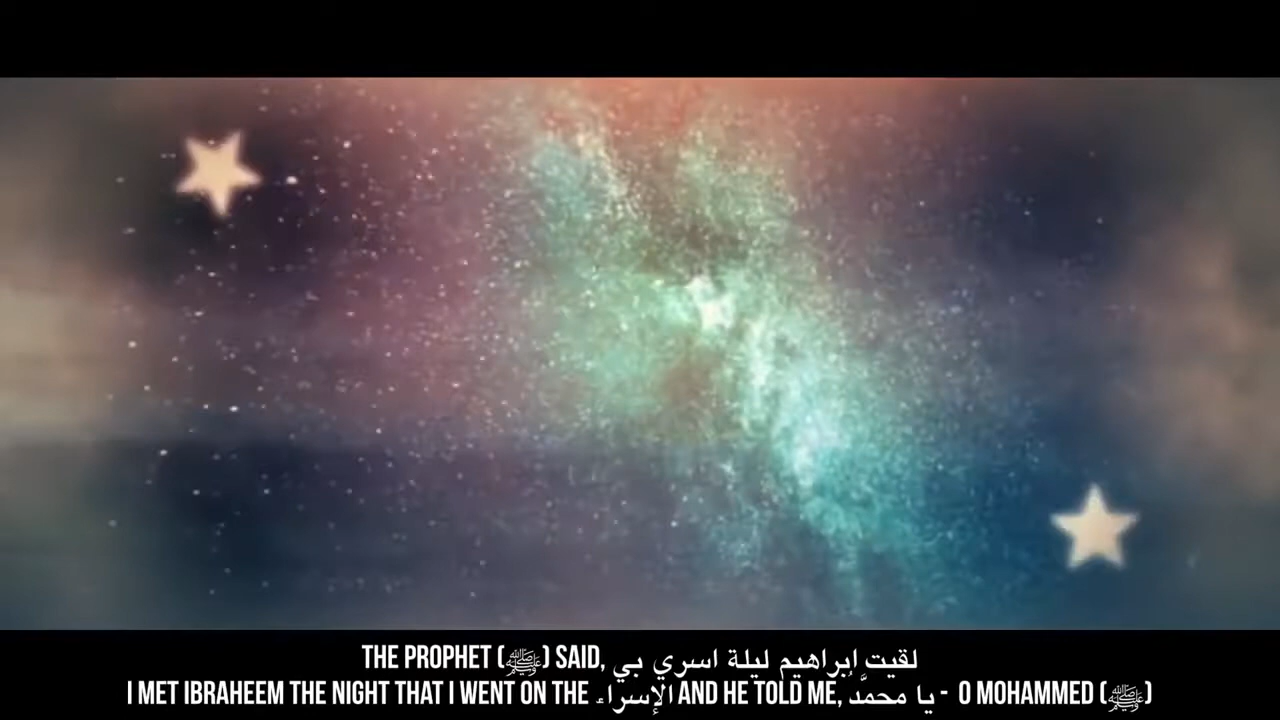 THE PROPHET (ﷺ) SAID, لقيت ابراهيم ليلة اسري بي
I MET IBRAHEEM THE NIGHT THAT I WENT ON THE الإسراء AND HE TOLD ME, يا محمَّدُ - O MOHAMMED (ﷺ)